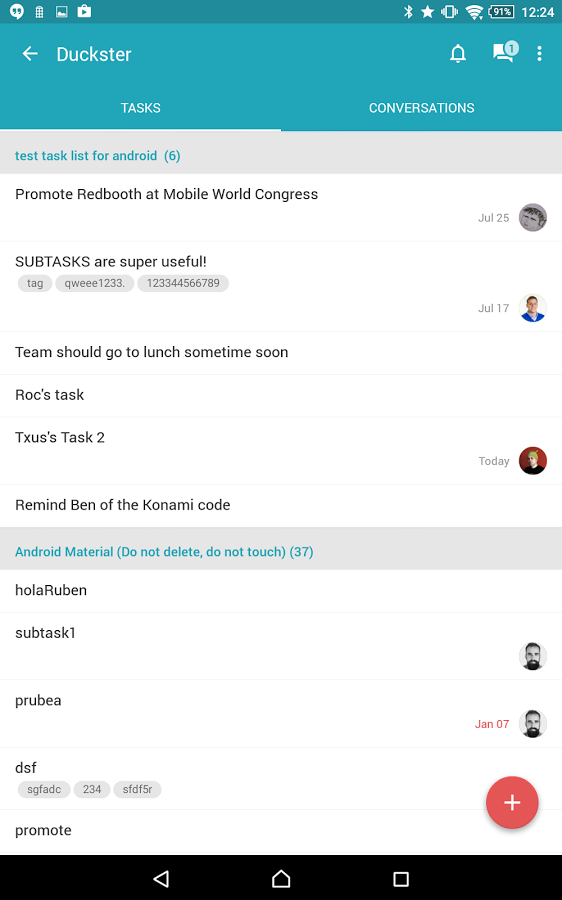 91% 12:24
Duckster 1
TASKS CONVERSATIONS
test task list for android (6)
Promote Redbooth at Mobile World Congress
Jul 25
SUBTASKS are super useful!
tag qweee1233. 123344566789
Jul 17
Team should go to lunch sometime soon
Roc's task
Txus's Task 2
Today
Remind Ben of the Konami code
Android Material (Do not delete, do not touch) (37)
holaRuben
subtask1
prubea
Jan 07
dsf
sgfadc 234 sfdf5r
promote